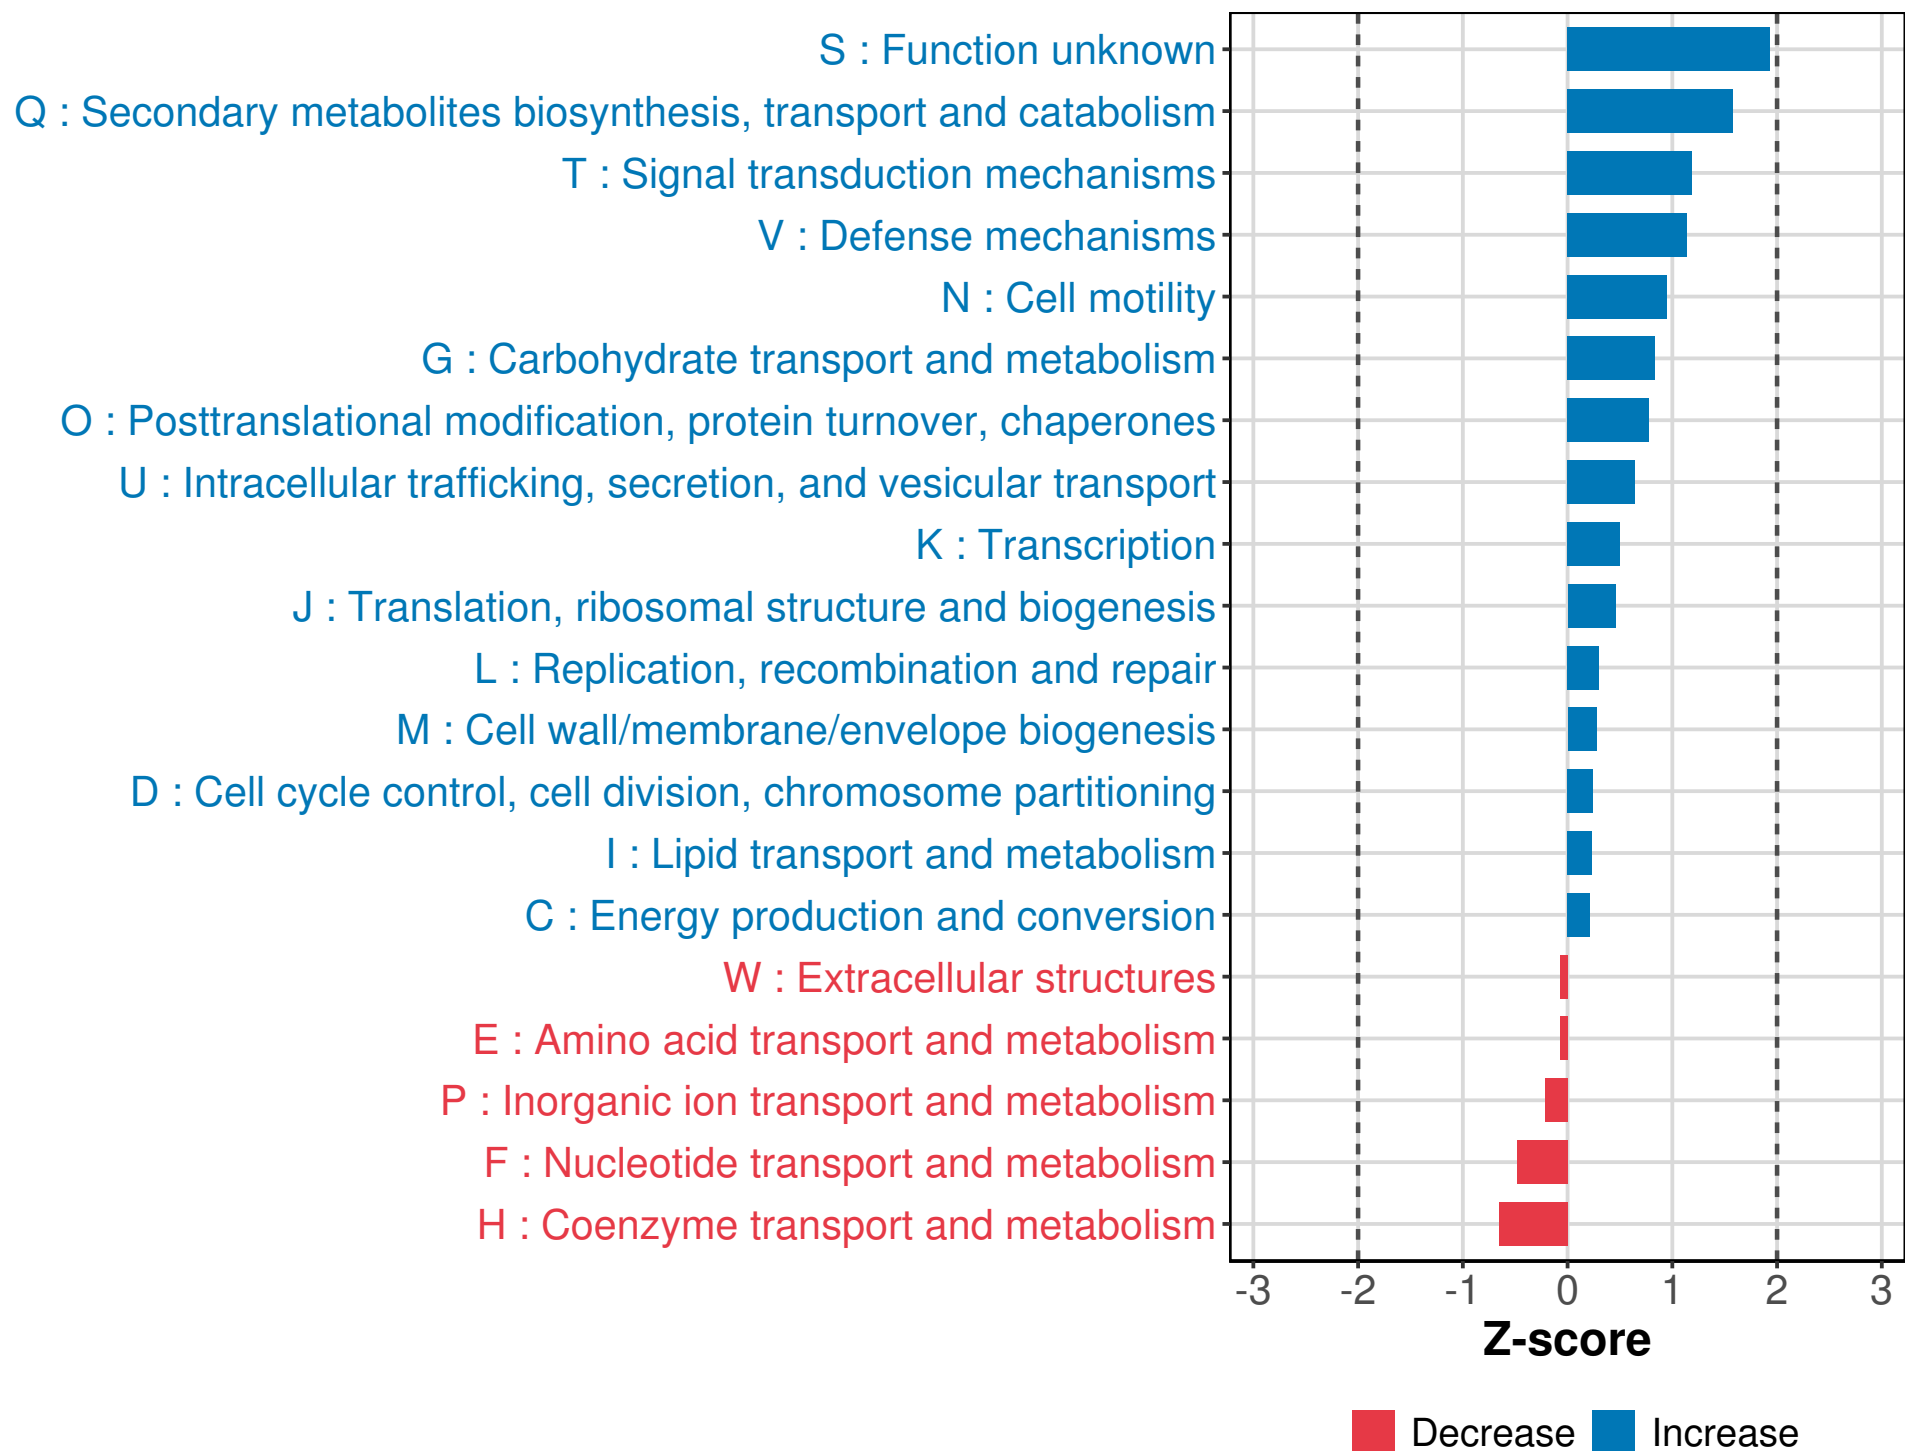 S : Function unknown
Q : Secondary metabolites biosynthesis, transport and catabolism
T : Signal transduction mechanisms
V : Defense mechanisms
N : Cell motility
G : Carbohydrate transport and metabolism
O : Posttranslational modification, protein turnover, chaperones
U : Intracellular trafficking, secretion, and vesicular transport
K : Transcription
J : Translation, ribosomal structure and biogenesis
L : Replication, recombination and repair
M : Cell wall/membrane/envelope biogenesis
D : Cell cycle control, cell division, chromosome partitioning
I : Lipid transport and metabolism
C : Energy production and conversion
W : Extracellular structures
E : Amino acid transport and metabolism
P : Inorganic ion transport and metabolism
F : Nucleotide transport and metabolism
H : Coenzyme transport and metabolism
-3 -2 -1 0 1 2 3
Z-score
Decrease Increase